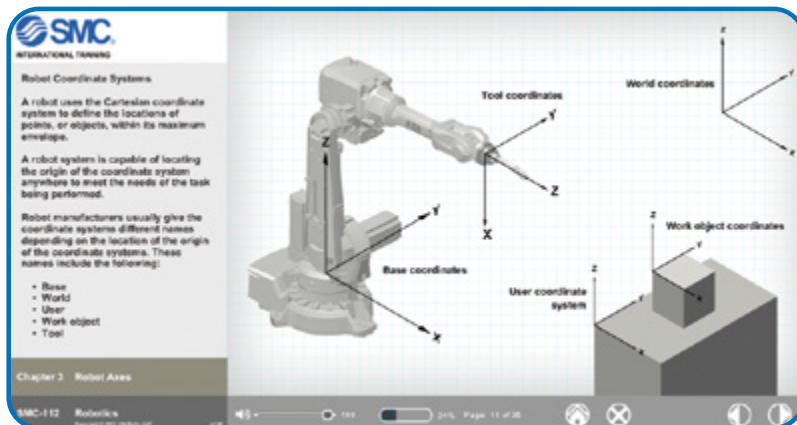 SMC
INTERNATIONAL TRAINING
Robot Coordinate Systems
A robot uses the Cartesian coordinate
system to define the locations of
points, or objects, within its maximum
envelope.
A robot system is capable of locating
the origin of the coordinate system
anywhere to meet the needs of the task
being performed.
Robot manufacturers usually give the
coordinate systems different names
depending on the location of the origin
of the coordinate systems. These
names include the following:
• Base
• World
• User
• Work object
• Tool
Chapter 3 Robot Axes
SMC-112 Robotics
Z
Y
X
Base coordinates
Tool coordinates
Y
Z
X
World coordinates
Z
Y
X
Work object coordinates
Z
Y
X
User coordinate
system
Z
Y
X
100
24% Page: 11 of